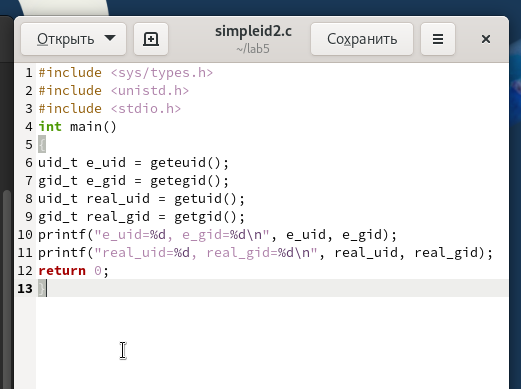 Открыть
simpleid2.c
~/lab5
Сохранить
1 #include <sys/types.h>
2 #include <unistd.h>
3 #include <stdio.h>
4 int main()
5 {
6 uid_t e_uid = geteuid();
7 gid_t e_gid = getegid();
8 uid_t real_uid = getuid();
9 gid_t real_gid = getgid();
10 printf("e_uid=%d, e_gid=%d\n", e_uid, e_gid);
11 printf("real_uid=%d, real_gid=%d\n", real_uid, real_gid);
12 return 0;
13 }